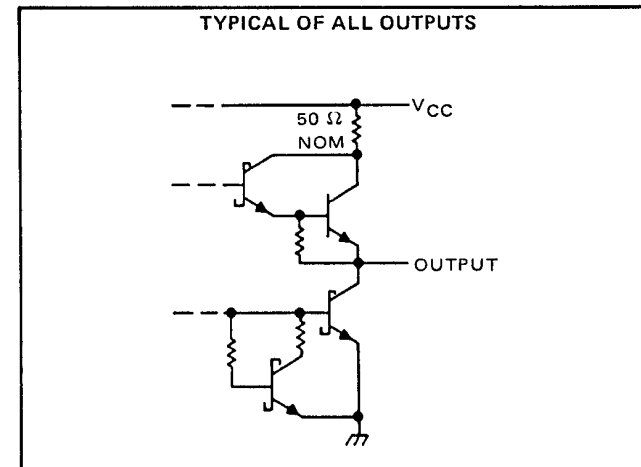 TYPICAL OF ALL OUTPUTS
VCC
50 Ω
NOM
OUTPUT